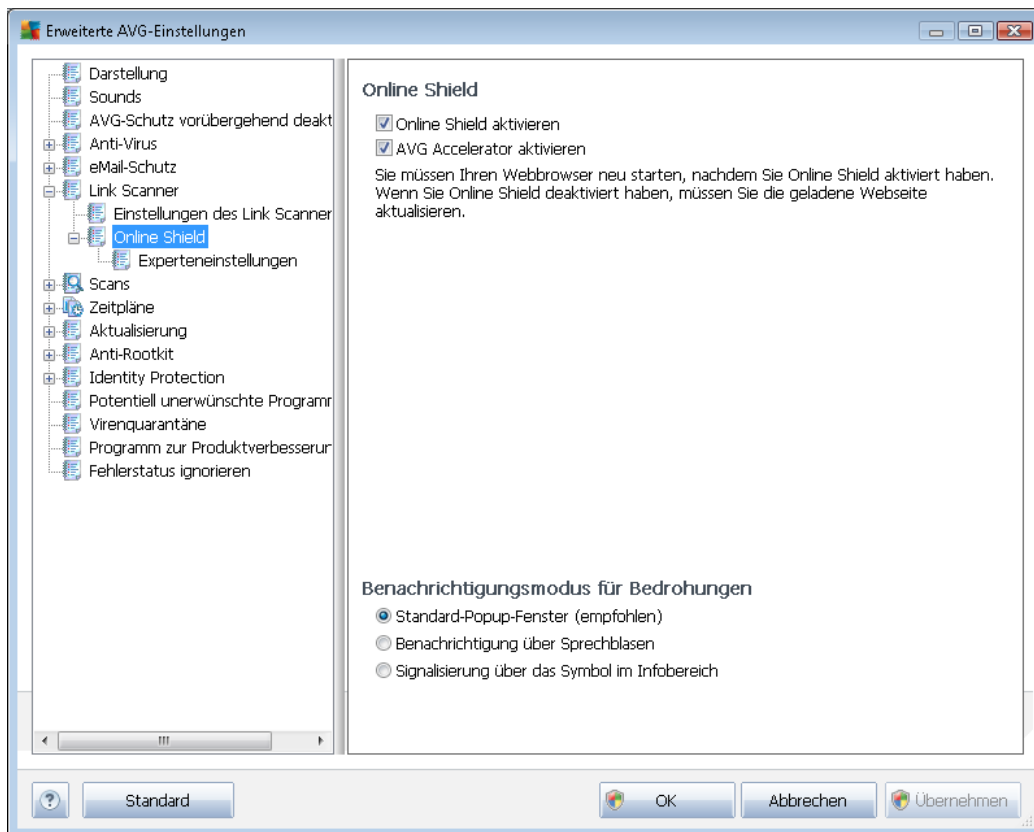 Erweiterte AVG-Einstellungen
Darstellung
Sounds
AVG-Schutz vorübergehend deakt
Anti-Virus
eMail-Schutz
Link Scanner
Einstellungen des Link Scanner
Online Shield
Experteneinstellungen
Scans
Zeitpläne
Aktualisierung
Anti-Rootkit
Identity Protection
Potentiell unerwünschte Programm
Virenquarantäne
Programm zur Produktverbesserun
Fehlerstatus ignorieren
Online Shield
Online Shield aktivieren
AVG Accelerator aktivieren
Sie müssen Ihren Webbrowser neu starten, nachdem Sie Online Shield aktiviert haben.
Wenn Sie Online Shield deaktiviert haben, müssen Sie die geladene Webseite
aktualisieren.
Benachrichtigungsmodus für Bedrohungen
Standard-Popup-Fenster (empfohlen)
Benachrichtigung über Sprechblasen
Signalisierung über das Symbol im Infobereich
?
Standard
OK
Abbrechen
Übernehmen